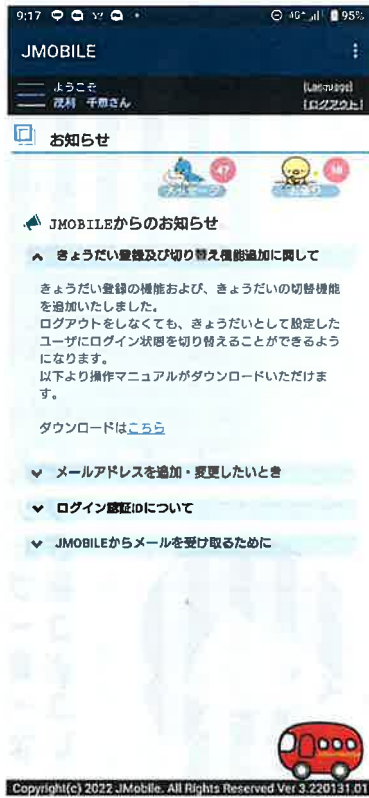 9:17
95%
JMOBILE
ようこそ
[Language]
茂利 千恵さん
[ログアウト]
お知らせ
メッセージ
47
JMOBILEからのお知らせ
きょうだい登録及び切り替え機能追加に関して
きょうだい登録の機能および、きょうだいの切替機能
を追加いたしました。
ログアウトをしなくても、きょうだいとして設定した
ユーザにログイン状態を切り替えることができるよう
になります。
以下より操作マニュアルがダウンロードいただけま
す。
ダウンロードはこちら
メールアドレスを追加・変更したいとき
ログイン認証IDについて
JMOBILEからメールを受け取るために
Copyright(c) 2022 JMobile. All Rights Reserved Ver 3.220131.01